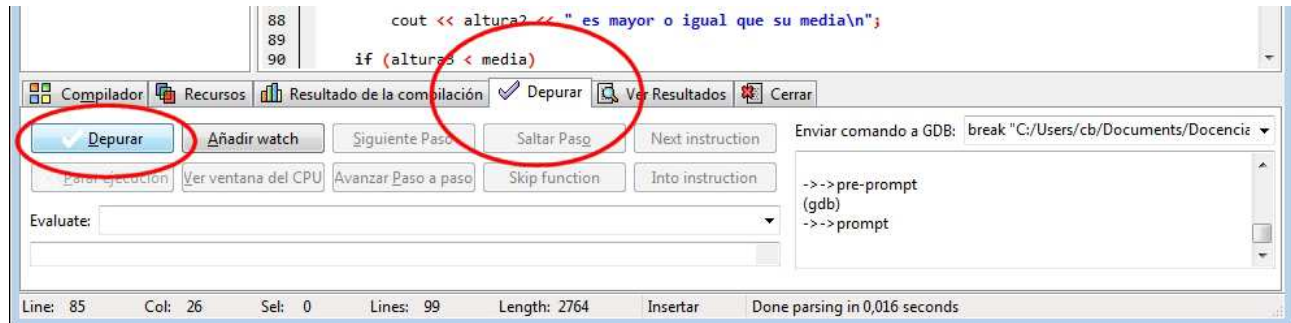 88 cout << altura2 << " es mayor o igual que su media\n";
89
90 if (altura3 < media)
Compilador Recursos Resultado de la compilación Depurar Ver Resultados Cerrar
Depurar Añadir watch Siguiente Paso Saltar Paso Next instruction
Enviar comando a GDB: break "C:/Users/cb/Documents/Docencia
Parar ejecución Ver ventana del CPU Avanzar Paso a paso Skip function Into instruction
->->pre-prompt
(gdb)
->->prompt
Evaluate:
Line: 85 Col: 26 Sel: 0 Lines: 99 Length: 2764 Insertar Done parsing in 0,016 seconds